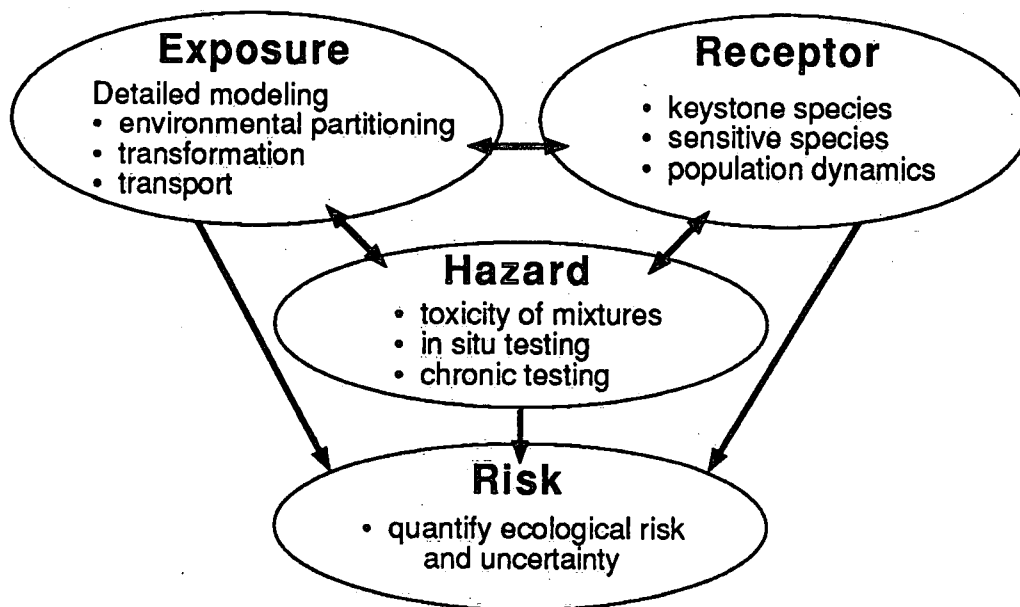 Exposure
Detailed modeling
• environmental partitioning
• transformation
• transport
Receptor
• keystone species
• sensitive species
• population dynamics
Hazard
• toxicity of mixtures
• in situ testing
• chronic testing
Risk
• quantify ecological risk
and uncertainty